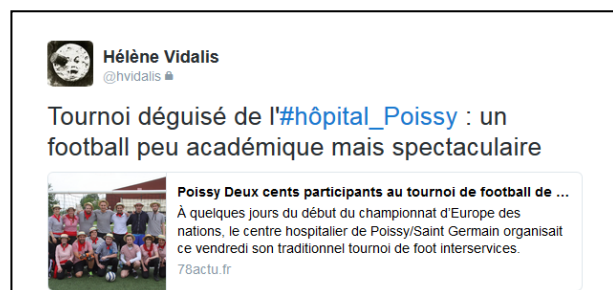 Hélène Vidalis
@hvidalis
Tournoi déguisé de l'#hôpital_Poissy : un
football peu académique mais spectaculaire
Poissy Deux cents participants au tournoi de football de ...
À quelques jours du début du championnat d'Europe des
nations, le centre hospitalier de Poissy/Saint Germain organisait
ce vendredi son traditionnel tournoi de foot interservices.
78actu.fr